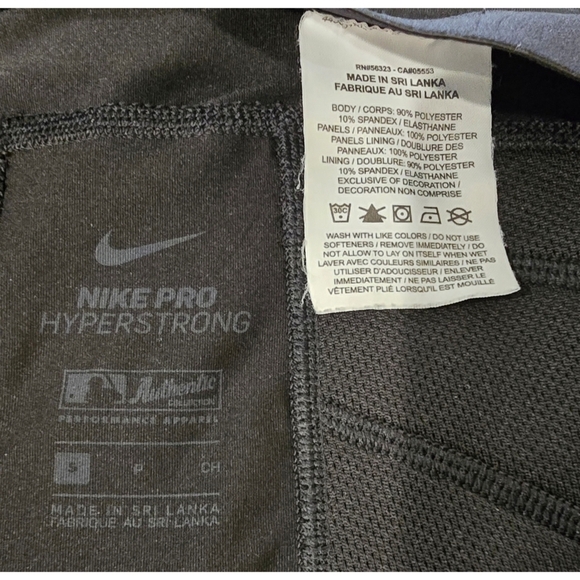 RN#56323 - CA#05553
MADE IN SRI LANKA
FABRIQUE AU SRI LANKA
BODY / CORPS: 90% POLYESTER
10% SPANDEX / ELASTHANNE
PANELS / PANNEAUX: 100% POLYESTER
PANELS LINING / DOUBLURE DES
PANNEAUX: 100% POLYESTER
LINING / DOUBLURE: 90% POLYESTER
10% SPANDEX / ELASTHANNE
EXCLUSIVE OF DECORATION /
DECORATION NON COMPRISE
30C
WASH WITH LIKE COLORS / DO NOT USE
SOFTENERS / REMOVE IMMEDIATELY / DO
NOT ALLOW TO LAY ON ITSELF WHEN WET
LAVER AVEC COULEURS SIMILAIRES / NE PAS
UTILISER D'ADOUCISSEUR / ENLEVER
IMMEDIATEMENT / NE PAS LAISSER LE
VÊTEMENT PLIÉ LORSQU'IL EST MOUILLÉ
NIKE PRO
HYPERSTRONG
Authentic
COLLECTION
PERFORMANCE APPAREL
S P CH
MADE IN SRI LANKA
FABRIQUE AU SRI LANKA